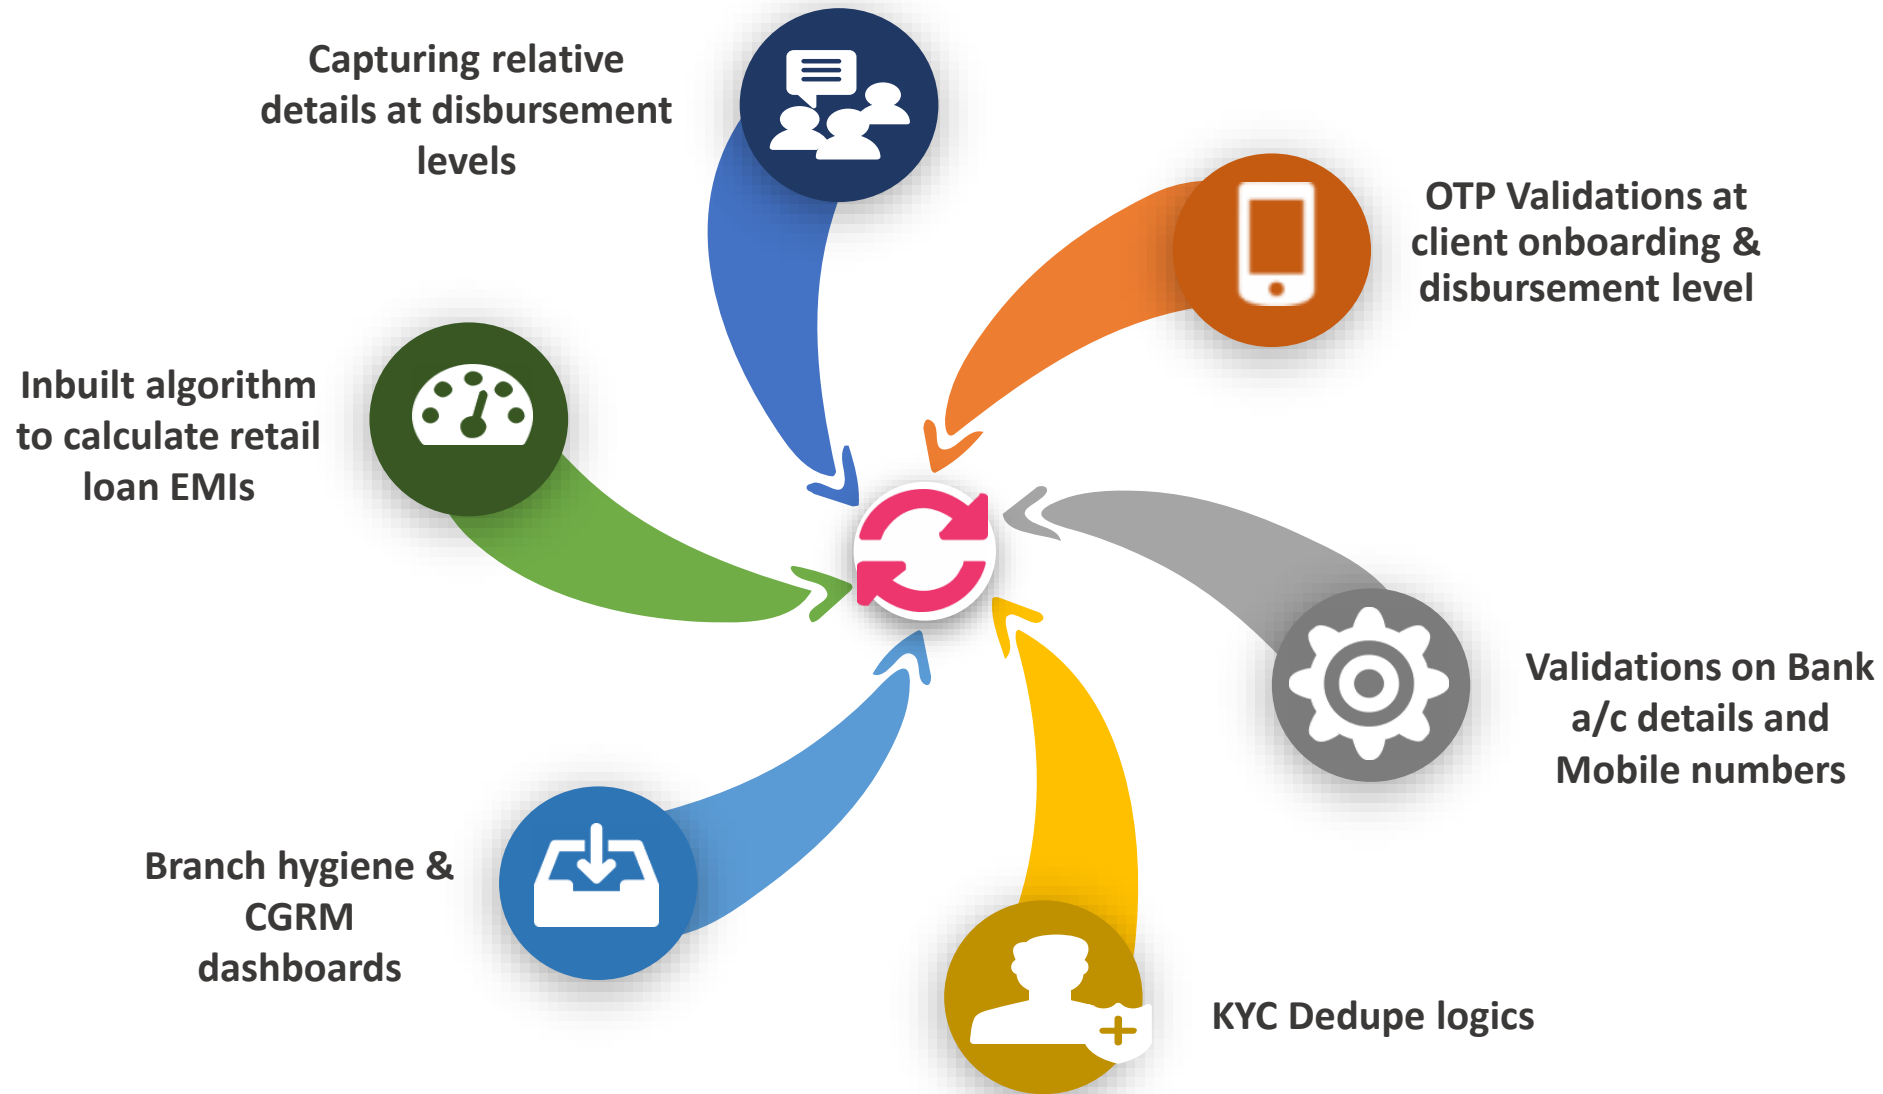 Capturing relative
details at disbursement
levels
OTP Validations at
client onboarding &
disbursement level
Inbuilt algorithm
to calculate retail
loan EMIs
Validations on Bank
a/c details and
Mobile numbers
Branch hygiene &
CGRM
dashboards
KYC Dedupe logics